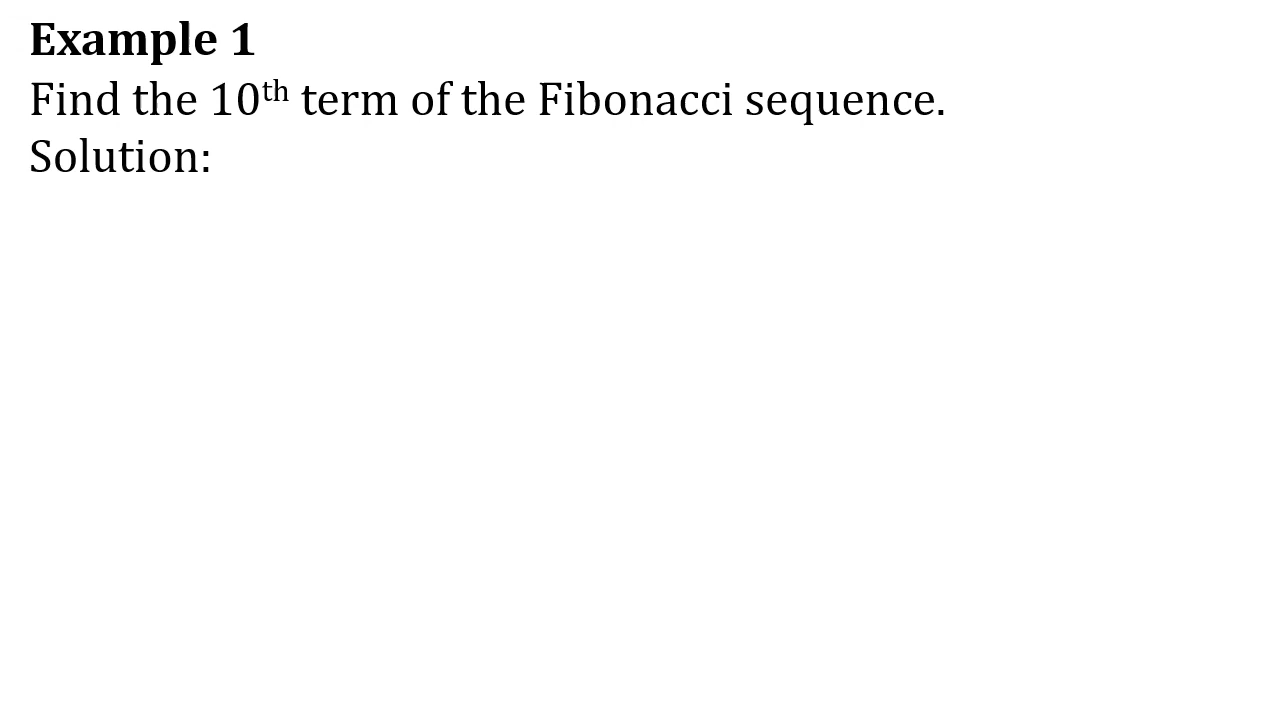 Example 1
Find the 10th term of the Fibonacci sequence.
Solution: